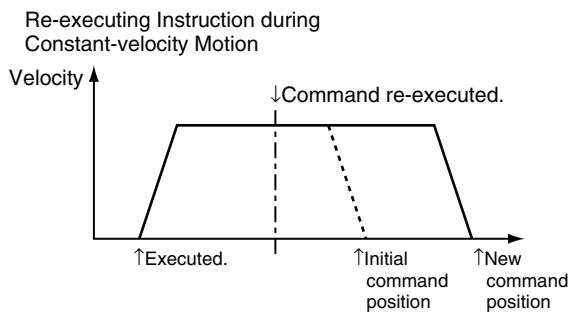 Re-executing Instruction during
Constant-velocity Motion
Velocity
↓Command re-executed.
↑Executed.
↑Initial
command
position
↑New
command
position